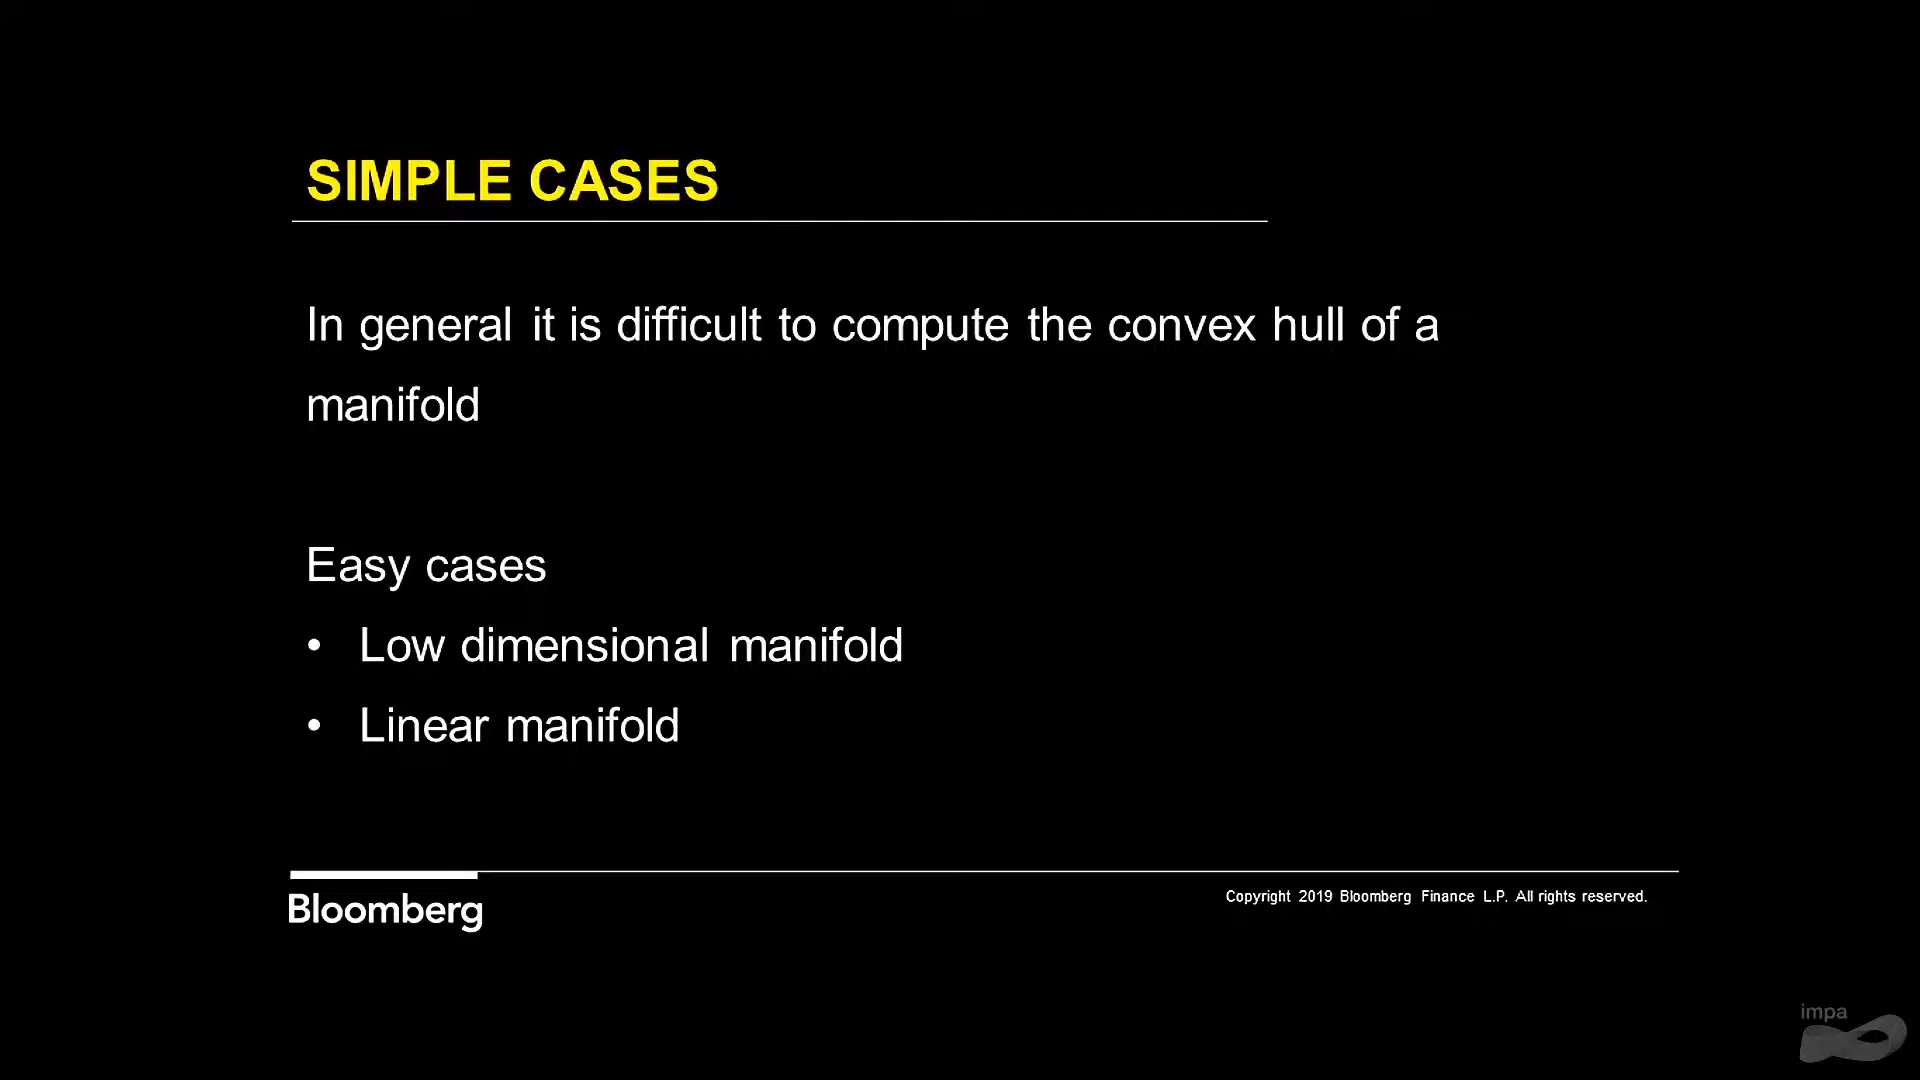 SIMPLE CASES
In general it is difficult to compute the convex hull of a
manifold
Easy cases
• Low dimensional manifold
• Linear manifold
Bloomberg
Copyright 2019 Bloomberg Finance L.P. All rights reserved.
impa